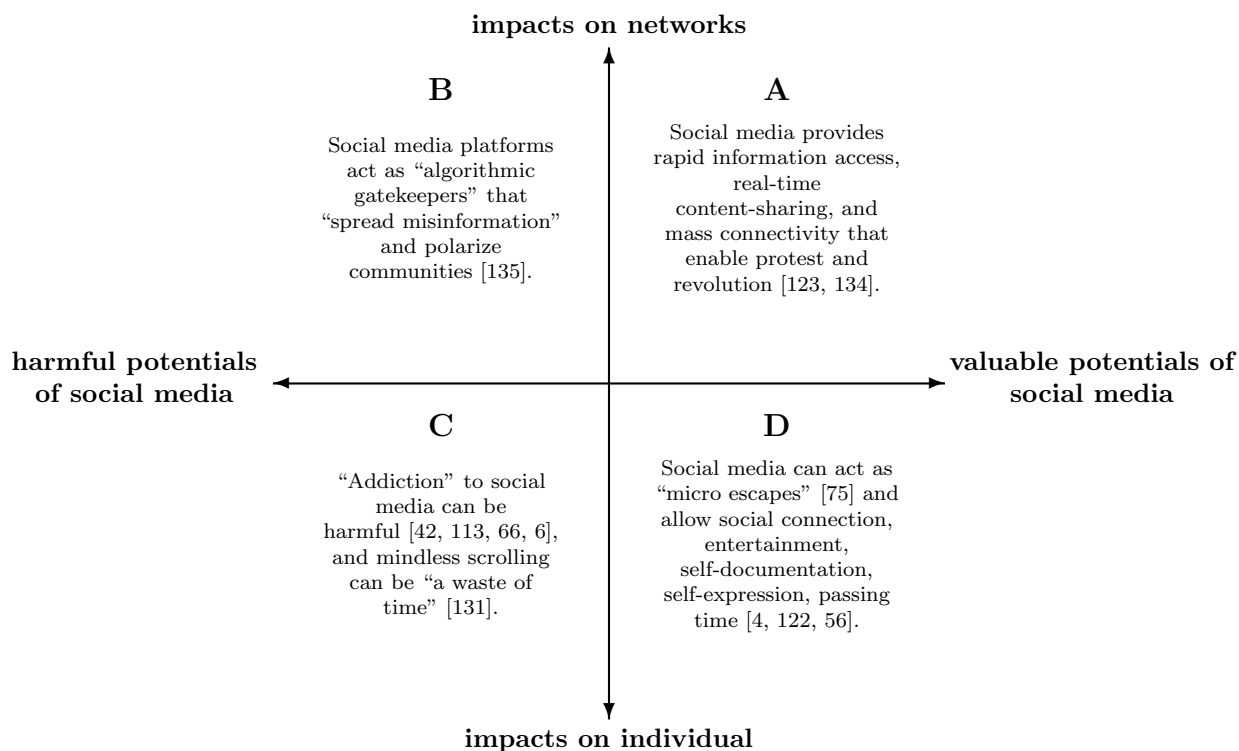 impacts on networks
B
Social media platforms
act as “algorithmic
gatekeepers” that
“spread misinformation”
and polarize
communities [135].
A
Social media provides
rapid information access,
real-time
content-sharing, and
mass connectivity that
enable protest and
revolution [123, 134].
harmful potentials
of social media
valuable potentials of
social media
C
“Addiction” to social
media can be
harmful [42, 113, 66, 6],
and mindless scrolling
can be “a waste of
time” [131].
D
Social media can act as
“micro escapes” [75] and
allow social connection,
entertainment,
self-documentation,
self-expression, passing
time [4, 122, 56].
impacts on individual